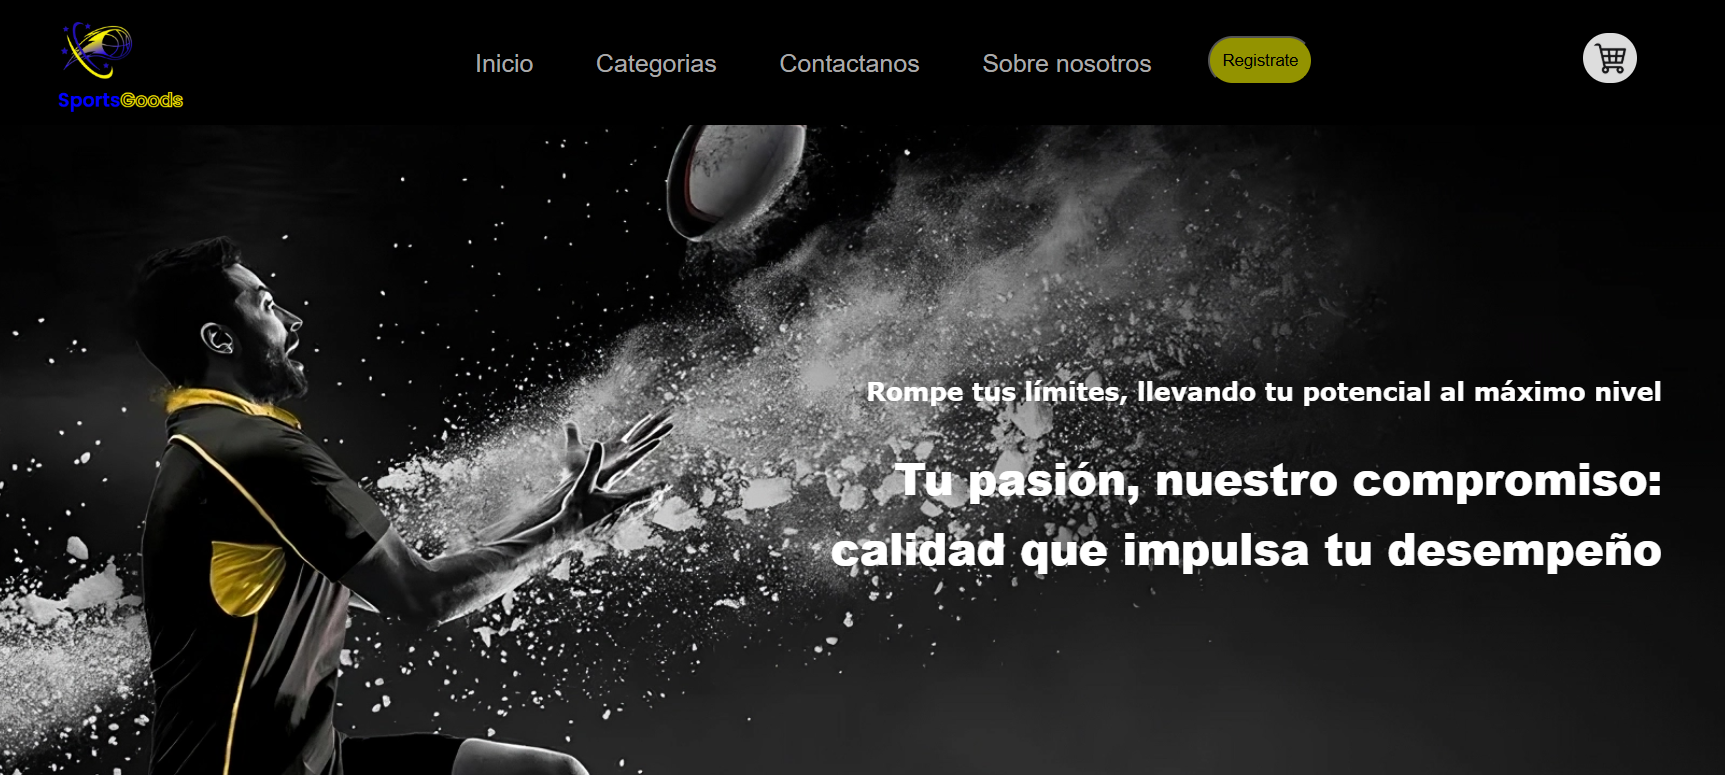 SportsGoods
Inicio
Categorias
Contactanos
Sobre nosotros
Registrate
Rompe tus límites, llevando tu potencial al máximo nivel
Tu pasión, nuestro compromiso:
calidad que impulsa tu desempeño